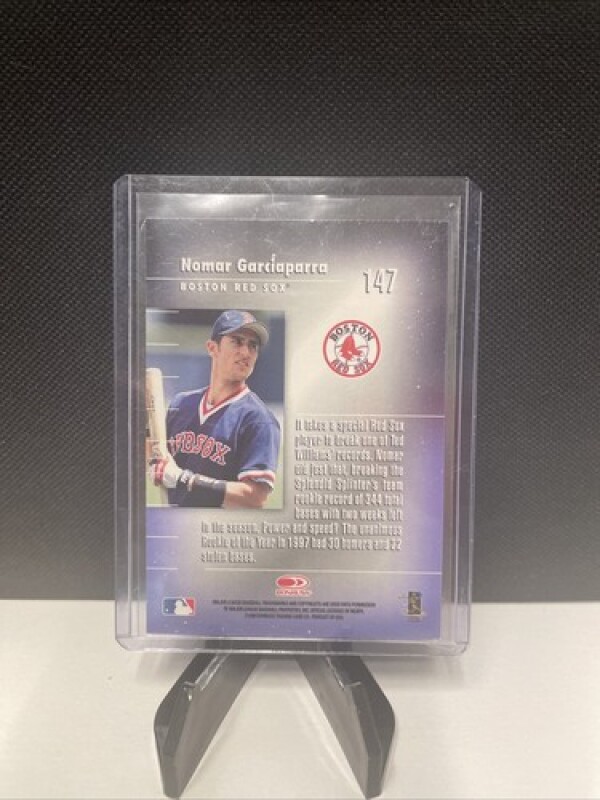 Nomar Garciaparra
BOSTON RED SOX
147
BOSTON
RED SOX
REDSOX
It takes a special Red Sox
player to break one of Ted
Williams' records. Nomar
did just that, breaking the
Splendid Splinter's team
rookie record of 344 total
bases with two weeks left
in the season. Power and speed? The unanimous
Rookie of the Year in 1997 had 30 homers and 22
stolen bases.
DONRUSS